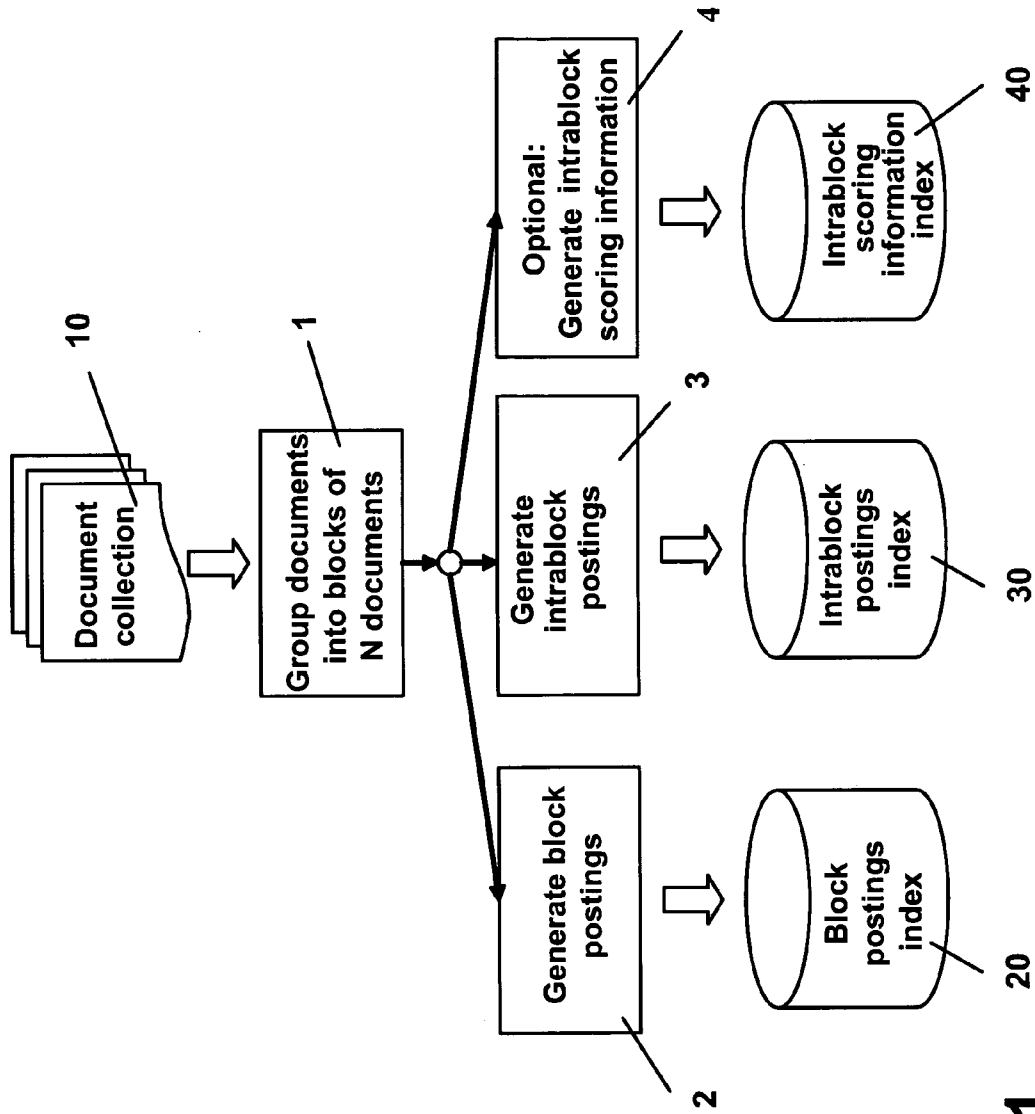 Document
collection
10
Group documents
into blocks of
N documents
1
Generate block
postings
2
Generate
intrablock
postings
3
Optional:
Generate intrablock
scoring information
4
Block
postings
index
20
Intrablock
postings
index
30
Intrablock
scoring
information
index
40
1